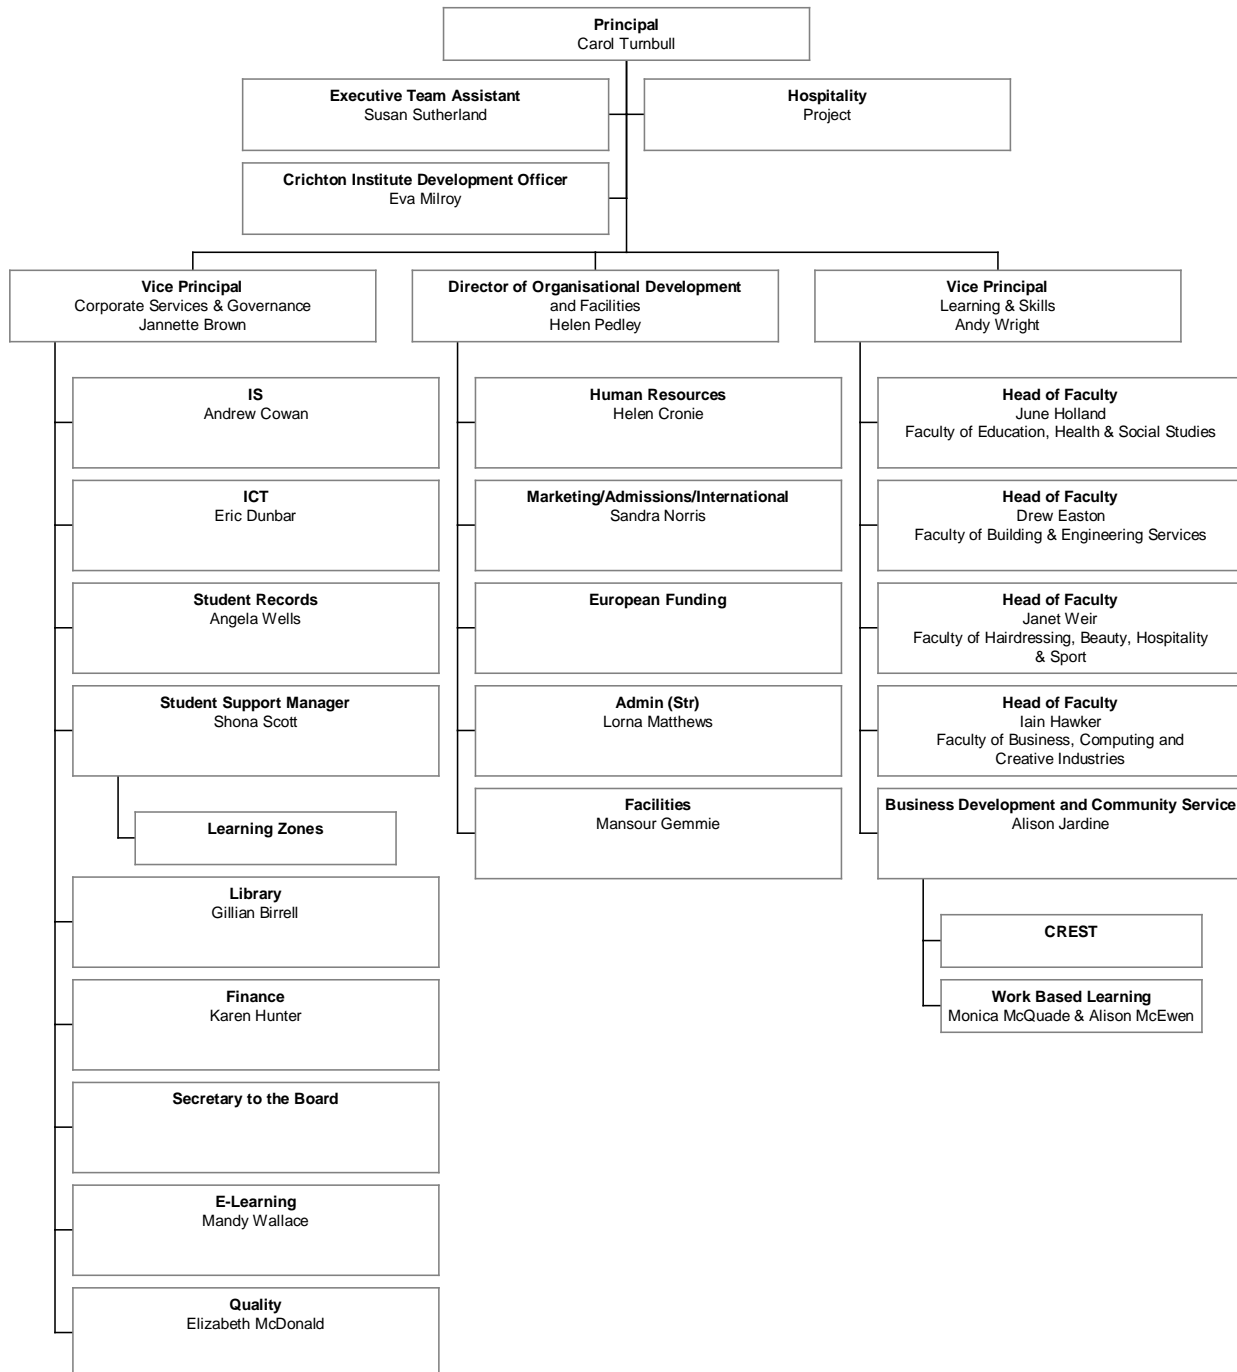 Principal
Carol Turnbull
Executive Team Assistant
Susan Sutherland
Hospitality
Project
Crichton Institute Development Officer
Eva Milroy
Vice Principal
Corporate Services & Governance
Jannette Brown
Director of Organisational Development
and Facilities
Helen Pedley
Vice Principal
Learning & Skills
Andy Wright
IS
Andrew Cowan
ICT
Eric Dunbar
Student Records
Angela Wells
Student Support Manager
Shona Scott
Learning Zones
Library
Gillian Birrell
Finance
Karen Hunter
Secretary to the Board
E-Learning
Mandy Wallace
Quality
Elizabeth McDonald
Human Resources
Helen Cronie
Marketing/Admissions/International
Sandra Norris
European Funding
Admin (Str)
Lorna Matthews
Facilities
Mansour Gemmie
Head of Faculty
June Holland
Faculty of Education, Health & Social Studies
Head of Faculty
Drew Easton
Faculty of Building & Engineering Services
Head of Faculty
Janet Weir
Faculty of Hairdressing, Beauty, Hospitality
& Sport
Head of Faculty
Iain Hawker
Faculty of Business, Computing and
Creative Industries
Business Development and Community Service
Alison Jardine
CREST
Work Based Learning
Monica McQuade & Alison McEwen